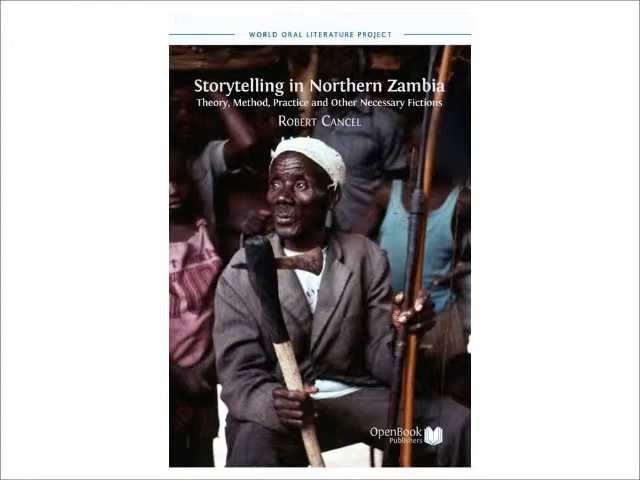 WORLD ORAL LITERATURE PROJECT
Storytelling in Northern Zambia
Theory, Method, Practice and Other Necessary Fictions
ROBERT CANCEL
OpenBook
Publishers